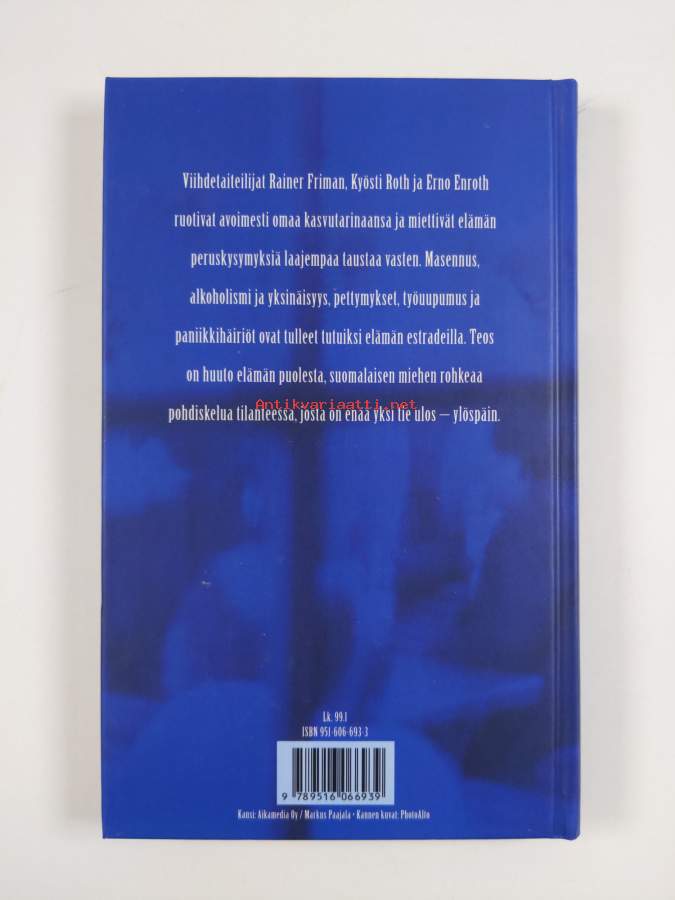 Viihdetaiteilijat Rainer Friman, Kyösti Roth ja Erno Enroth
ruotivat avoimesti omaa kasvutarinaansa ja miettivät elämän
peruskysymyksiä laajempaa taustaa vasten. Masennus,
alkoholismi ja yksinäisyys, pettymykset, työuupumus ja
paniikkihäiriöt ovat tulleet tutuiksi elämän estradeilla. Teos
on huuto elämän puolesta, suomalaisen miehen rohkeaa
Antikvariaatti.net
pohdiskelua tilanteessa, josta on enää yksi tie ulos — ylöspäin.
Lk. 99.1
ISBN 951-606-693-3
9 789516 066939
Kansi: Aikamedia Oy / Markus Paajala • Kannen kuvat: PhotoAlto